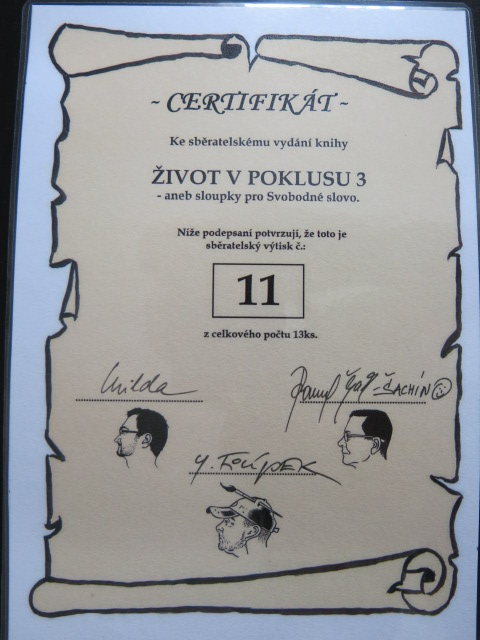 - CERTIFIKÁT -
Ke sběratelskému vydání knihy
ŽIVOT V POKLUSU 3
- aneb sloupky pro Svobodné slovo.
Níže podepsaní potvrzují, že toto je
sběratelský výtisk č.:
11
z celkového počtu 13ks.
Milda
-ŠACHÍN